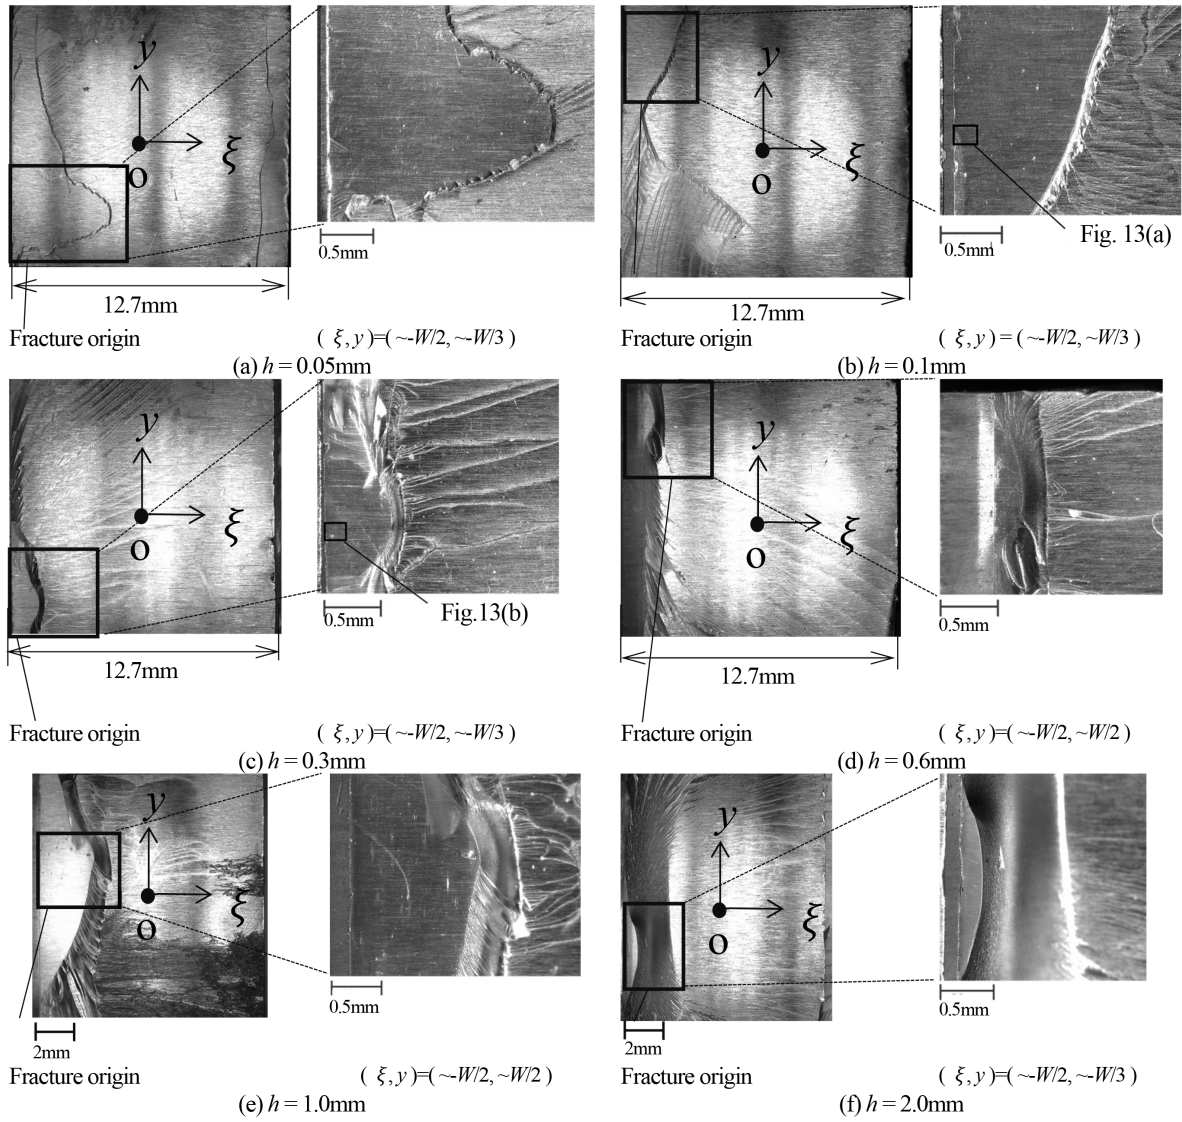 y
ξ
O
0.5mm
12.7mm
Fracture origin
( ξ, y )=( ~-W/2, ~-W/3 )
(a) h = 0.05mm
y
ξ
O
0.5mm
Fig. 13(a)
12.7mm
( ξ, y ) = ( ~-W/2, ~W/3 )
(b) h = 0.1mm
y
ξ
O
0.5mm
Fig.13(b)
12.7mm
Fracture origin
( ξ, y )=( ~-W/2, ~-W/3 )
(c) h = 0.3mm
y
ξ
O
0.5mm
12.7mm
Fracture origin
( ξ, y )=( ~-W/2, ~W/2 )
(d) h = 0.6mm
y
ξ
O
0.5mm
2mm
Fracture origin
( ξ, y )=( ~-W/2, ~W/2 )
(e) h = 1.0mm
y
ξ
O
0.5mm
2mm
Fracture origin
( ξ, y )=( ~-W/2, ~-W/3 )
(f) h = 2.0mm
Fracture origin